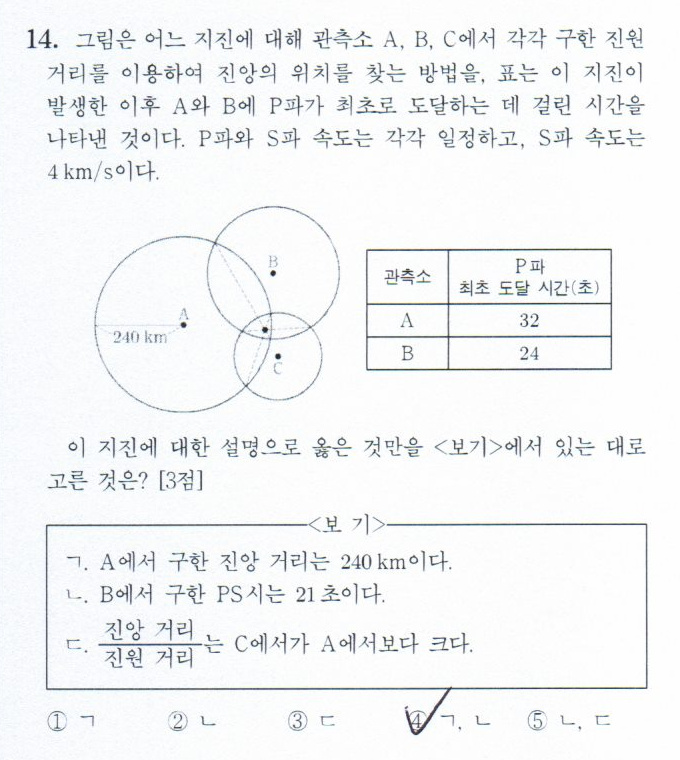 14. 그림은 어느 지진에 대해 관측소 A, B, C에서 각각 구한 진원
거리를 이용하여 진앙의 위치를 찾는 방법을, 표는 이 지진이
발생한 이후 A와 B에 P파가 최초로 도달하는 데 걸린 시간을
나타낸 것이다. P파와 S파 속도는 각각 일정하고, S파 속도는
4 km/s이다.
A
240 km
B
C
관측소 P파 최초 도달 시간(초)
A 32
B 24
이 지진에 대한 설명으로 옳은 것만을 <보기>에서 있는 대로
고른 것은? [3점]
<보 기>
ㄱ. A에서 구한 진앙 거리는 240 km이다.
ㄴ. B에서 구한 PS시는 21초이다.
ㄷ. 진앙 거리/진원 거리 는 C에서가 A에서보다 크다.
① ㄱ ② ㄴ ③ ㄷ ④ ㄱ, ㄴ ⑤ ㄴ, ㄷ